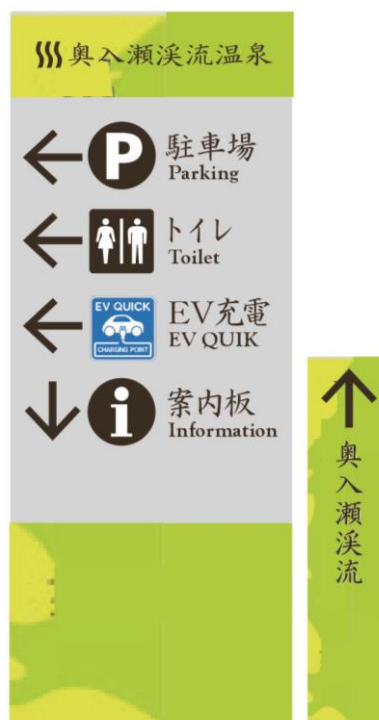 奥入瀬渓流温泉
P
駐車場
Parking
トイレ
Toilet
EV QUICK
CHARGING POINT
EV充電
EV QUIK
i
案内板
Information
奥入瀬渓流